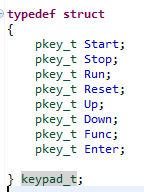 typedef struct
{
pkey_t Start;
pkey_t Stop;
pkey_t Run;
pkey_t Reset;
pkey_t Up;
pkey_t Down;
pkey_t Func;
pkey_t Enter;
} keypad_t;